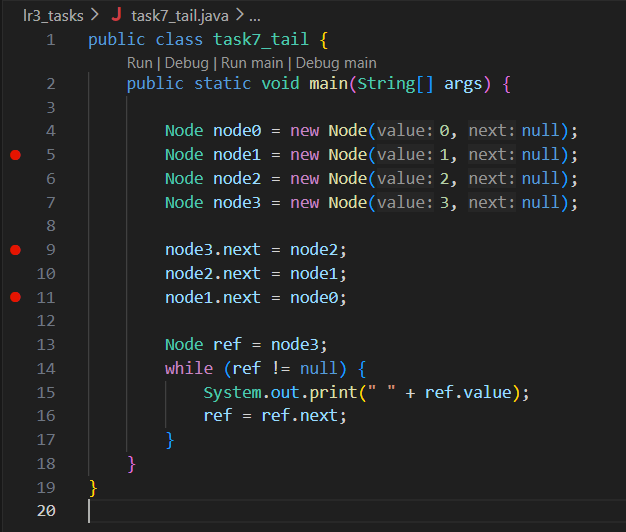 lr3_tasks > J task7_tail.java > ...
1 public class task7_tail {
Run | Debug | Run main | Debug main
2 public static void main(String[] args) {
3
4 Node node0 = new Node(value: 0, next: null);
5 Node node1 = new Node(value: 1, next: null);
6 Node node2 = new Node(value: 2, next: null);
7 Node node3 = new Node(value: 3, next: null);
8
9 node3.next = node2;
10 node2.next = node1;
11 node1.next = node0;
12
13 Node ref = node3;
14 while (ref != null) {
15 System.out.print(" " + ref.value);
16 ref = ref.next;
17 }
18 }
19 }
20